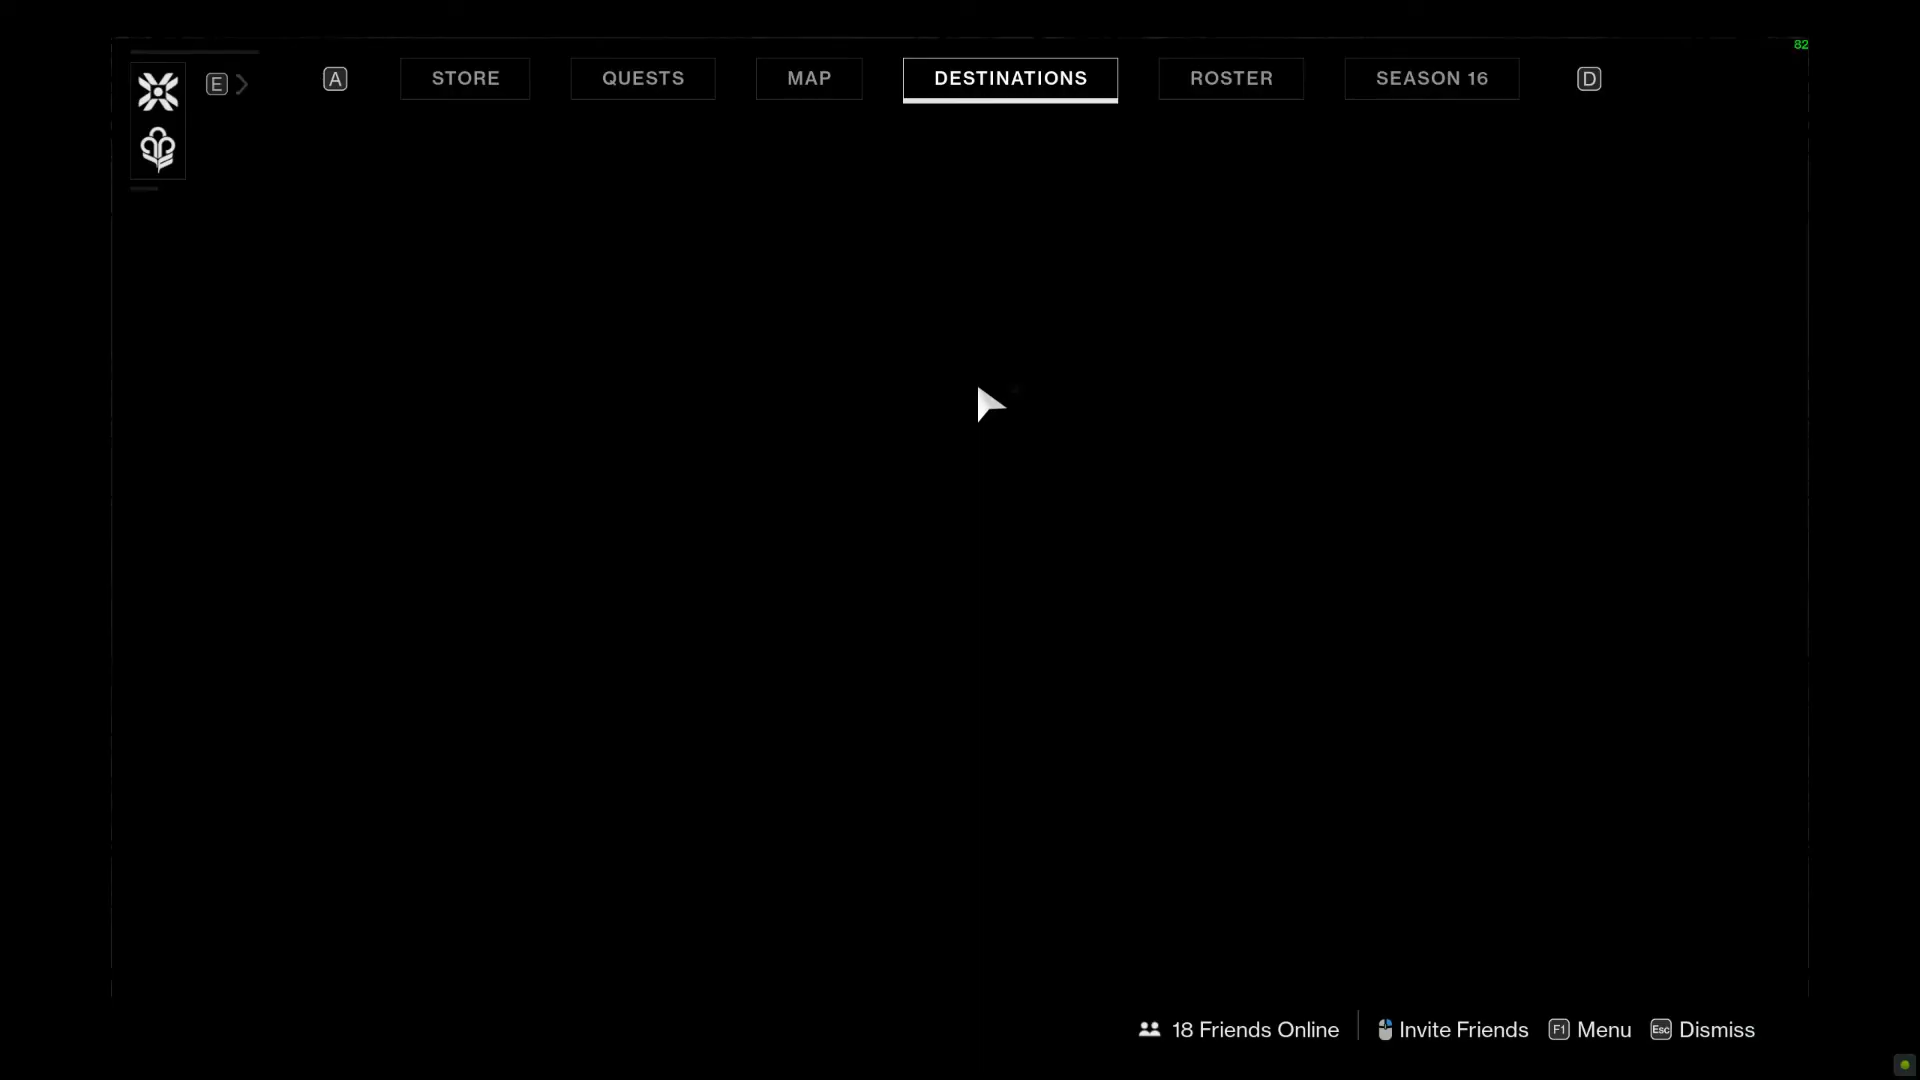 82
E
A
STORE
QUESTS
MAP
DESTINATIONS
ROSTER
SEASON 16
D
18 Friends Online
Invite Friends
F1 Menu
Esc Dismiss